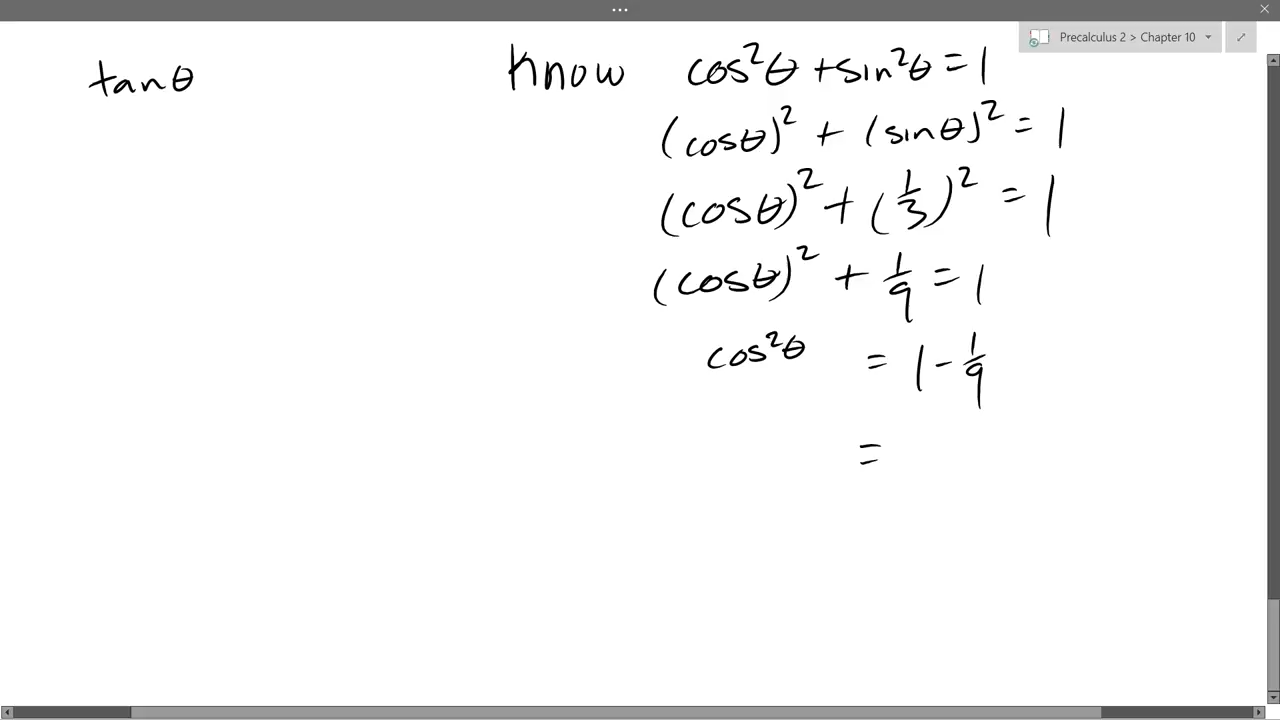 Precalculus 2 > Chapter 10
tanθ
Know cos²θ + sin²θ = 1
(cosθ)² + (sinθ)² = 1
(cosθ)² + (1/3)² = 1
(cosθ)² + 1/9 = 1
cos²θ = 1 - 1/9
=